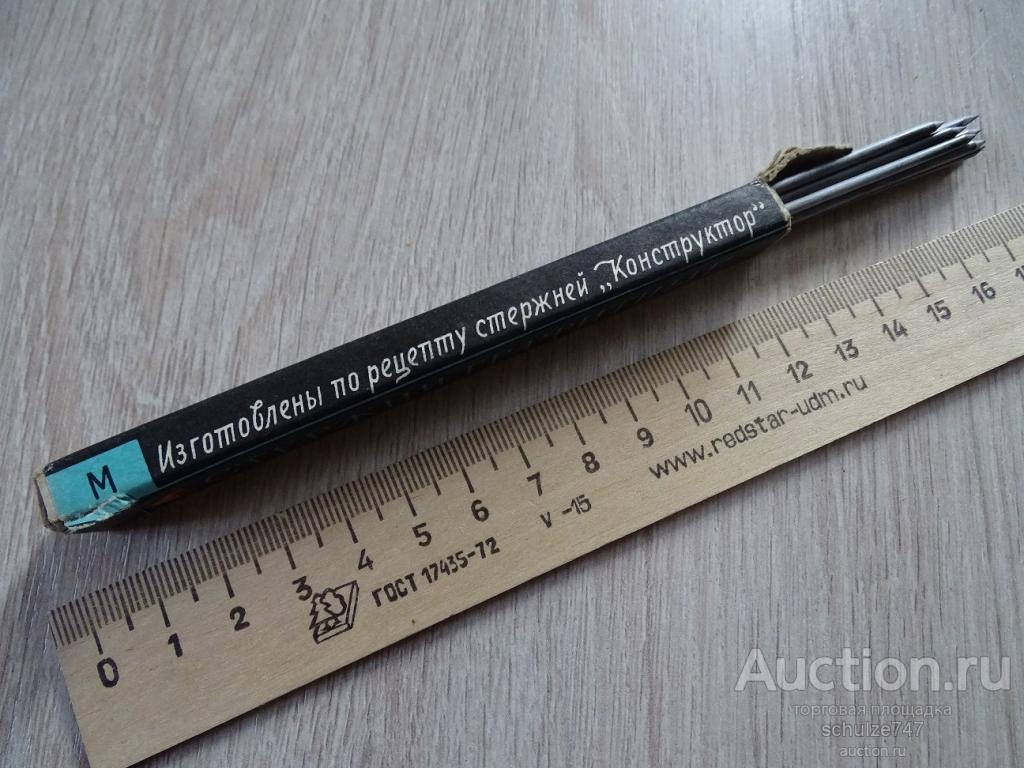 М Изготовлены по рецепту стержней „Конструктор“
0 1 2 3 4 5 6 7 8 9 10 11 12 13 14 15 16
www.redstar-udm.ru
V -15
ГОСТ 17435-72
Auction.ru
торговая площадка
schulze747
auction.ru